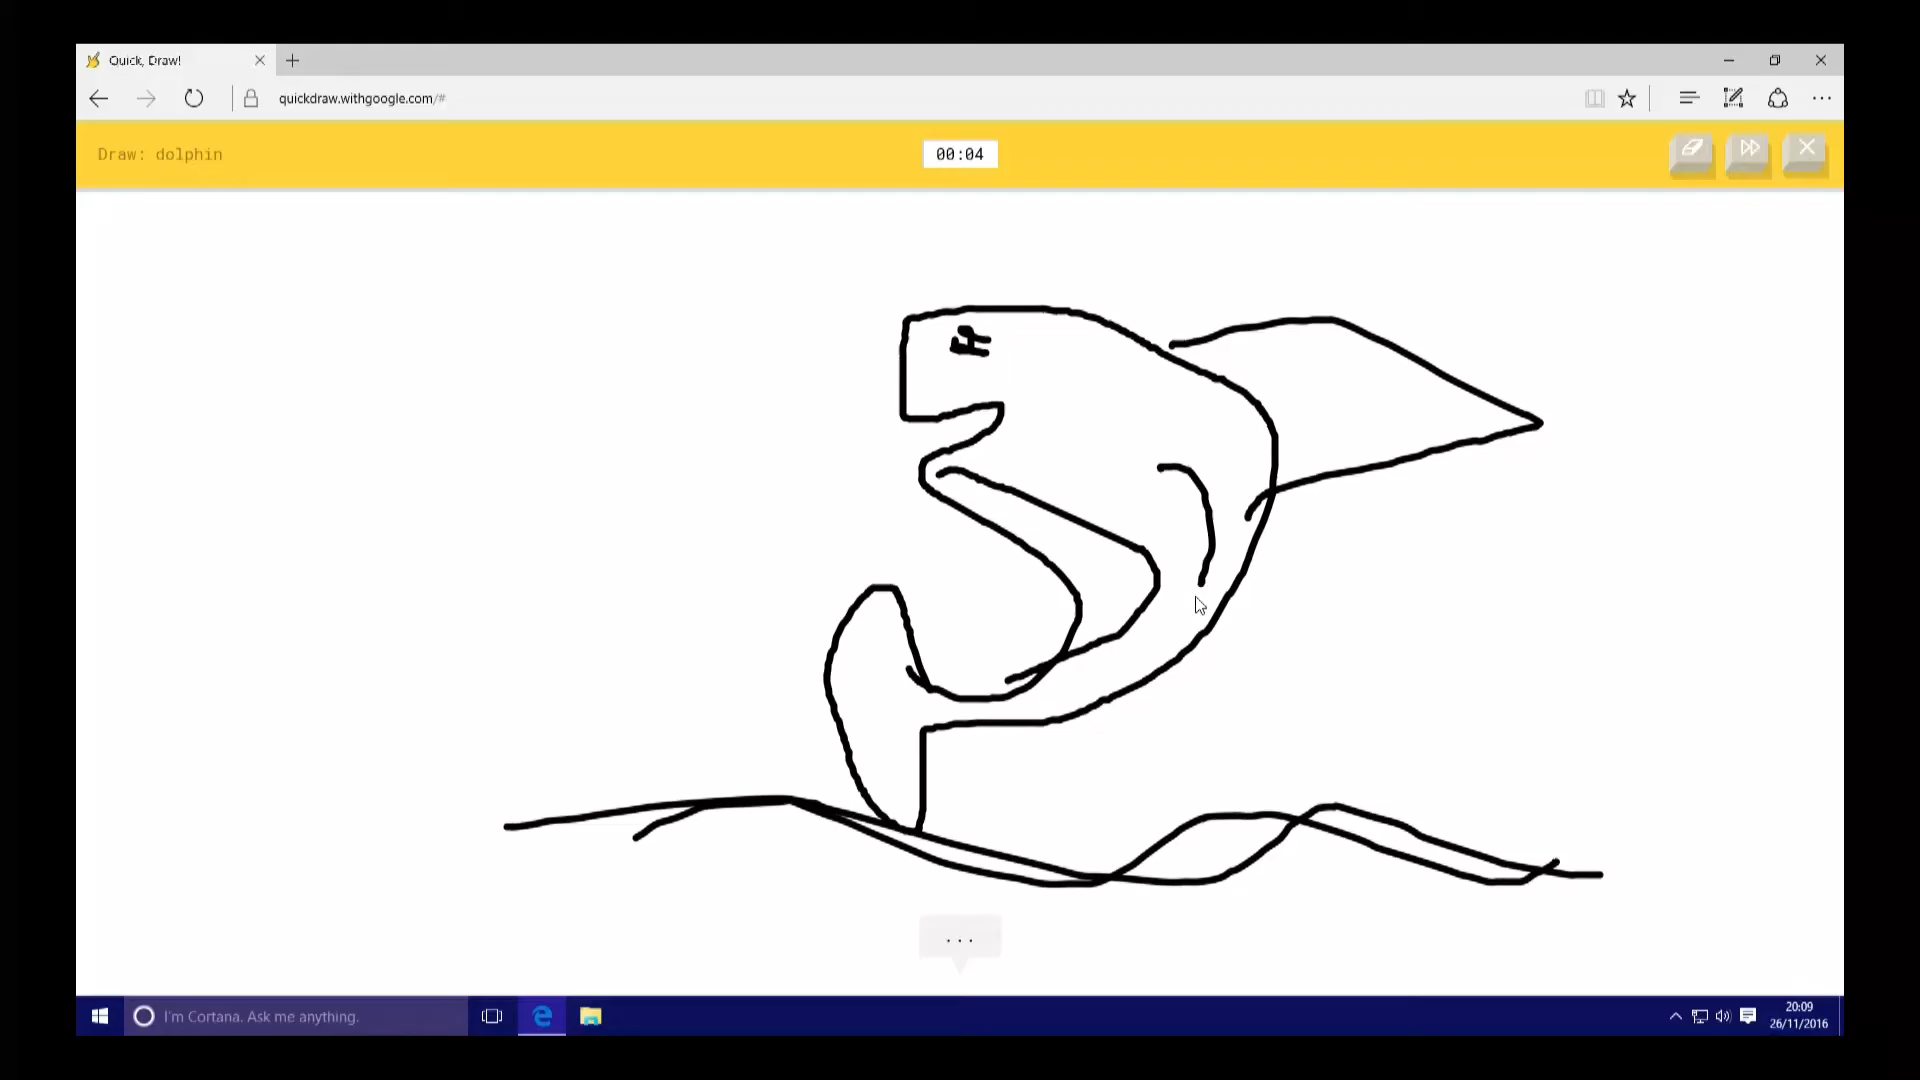 Quick, Draw!
quickdraw.withgoogle.com/#
Draw: dolphin
00:04
...
I'm Cortana. Ask me anything.
20:09
26/11/2016